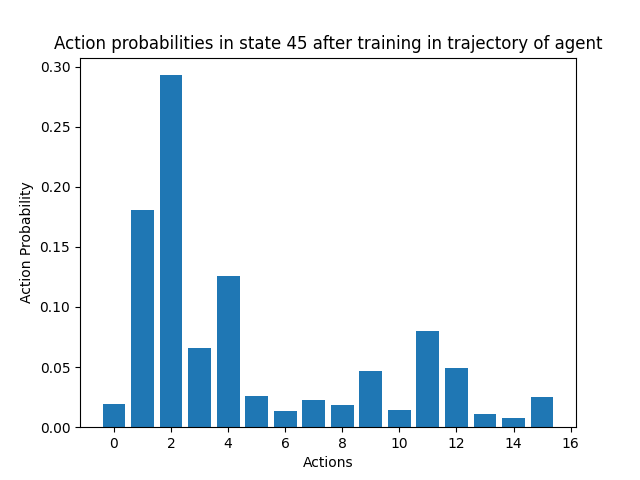 Action probabilities in state 45 after training in trajectory of agent
0.30
0.25
0.20
0.15
0.10
0.05
0.00
Action Probability
0 2 4 6 8 10 12 14 16
Actions